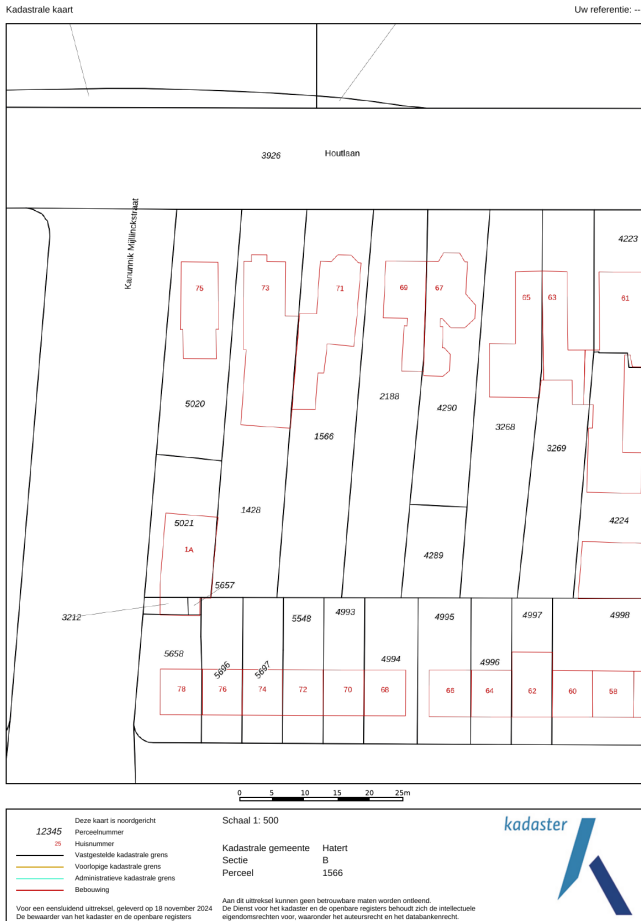 Kadastrale kaart
Uw referentie: --
3926
Houtlaan
Kanunnik Mijllinckstraat
4223
75
73
71
69
67
65
63
61
5020
2188
4290
1566
3268
3269
1428
5021
1A
4224
4289
5657
3212
5548
4993
4995
4997
4998
5658
5696
5697
4994
4996
78
76
74
72
70
68
66
64
62
60
58
0 5 10 15 20 25m
Deze kaart is noordgericht
12345 Perceelnummer
25 Huisnummer
Vastgestelde kadastrale grens
Voorlopige kadastrale grens
Administratieve kadastrale grens
Bebouwing
Voor een eensluidend uittreksel, geleverd op 18 november 2024
De bewaarder van het kadaster en de openbare registers
Schaal 1: 500
Kadastrale gemeente Hatert
Sectie B
Perceel 1566
Aan dit uittreksel kunnen geen betrouwbare maten worden ontleend.
De Dienst voor het kadaster en de openbare registers behoudt zich de intellectuele
eigendomsrechten voor, waaronder het auteursrecht en het databankenrecht.
kadaster